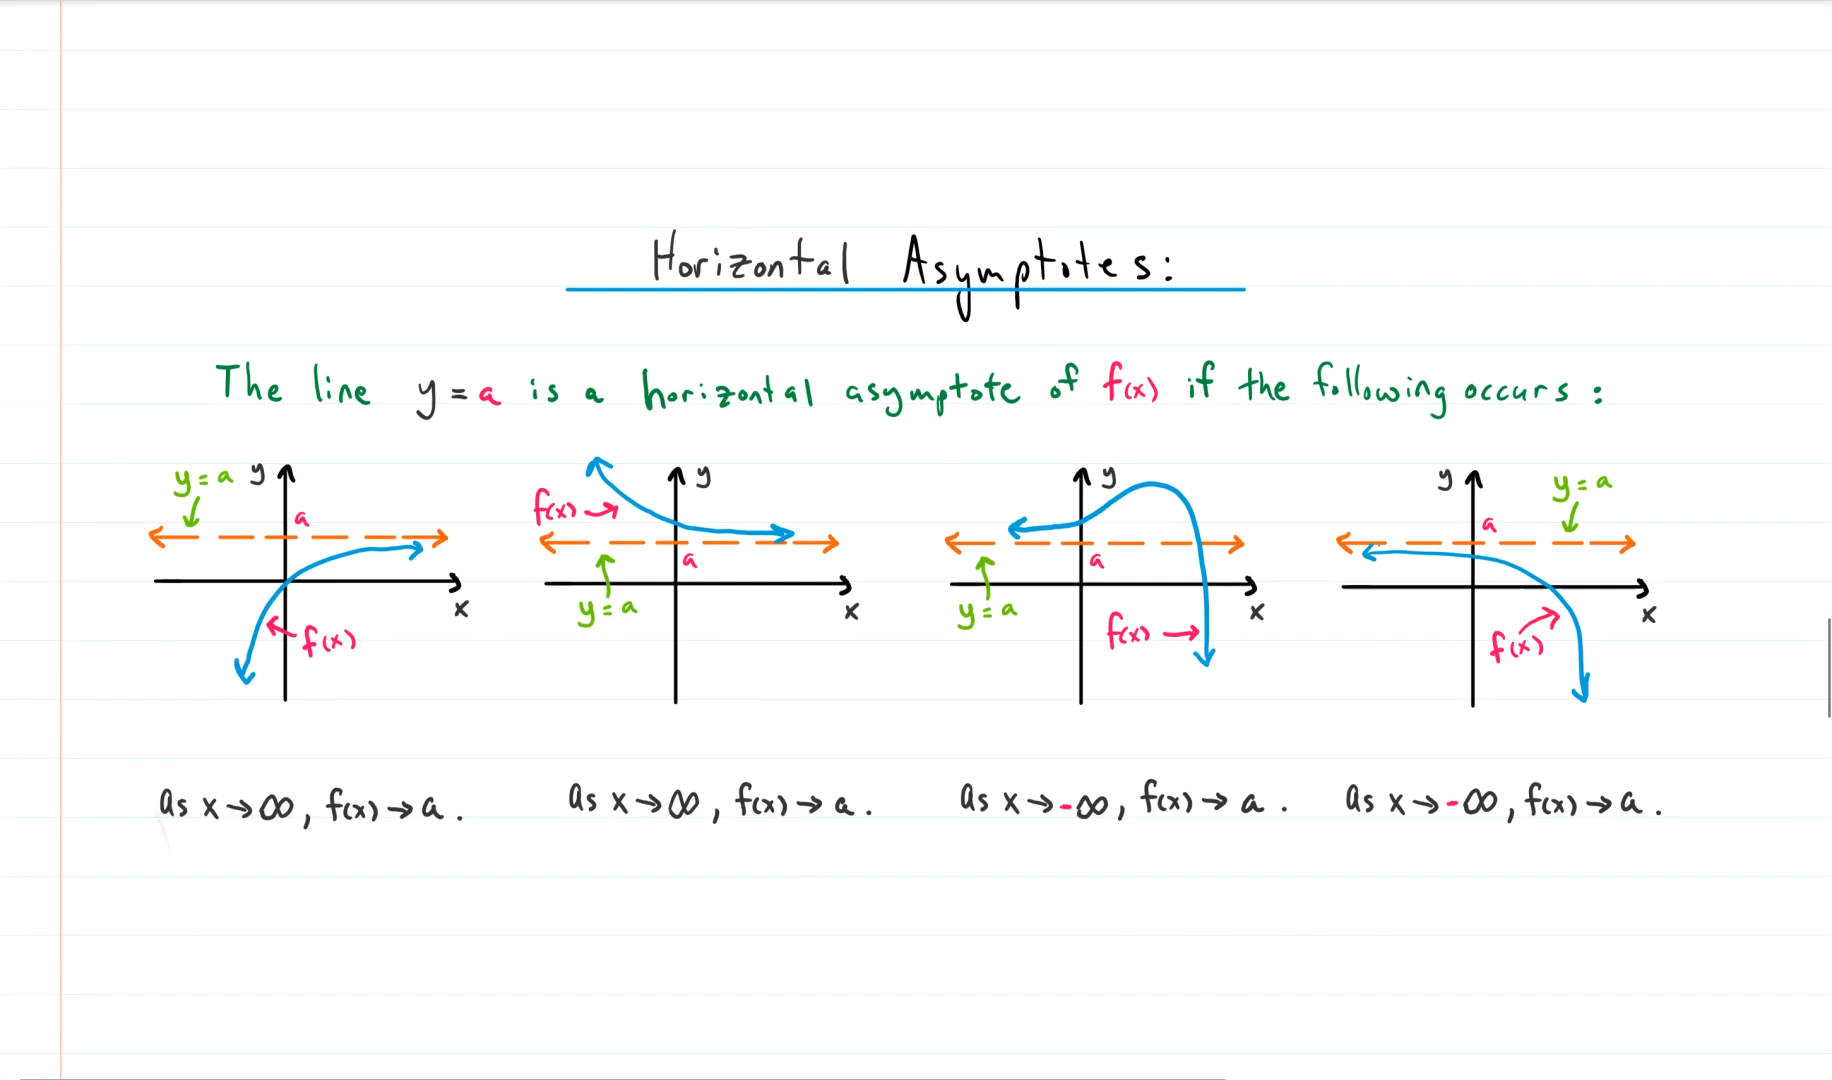 Horizontal Asymptotes:
The line y = a is a horizontal asymptote of f(x) if the following occurs:
y = a y a x f(x)
y f(x) a y = a x
y a y = a x f(x)
y y = a a x f(x)
As x → ∞, f(x) → a.
As x → ∞, f(x) → a.
As x → -∞, f(x) → a.
As x → -∞, f(x) → a.